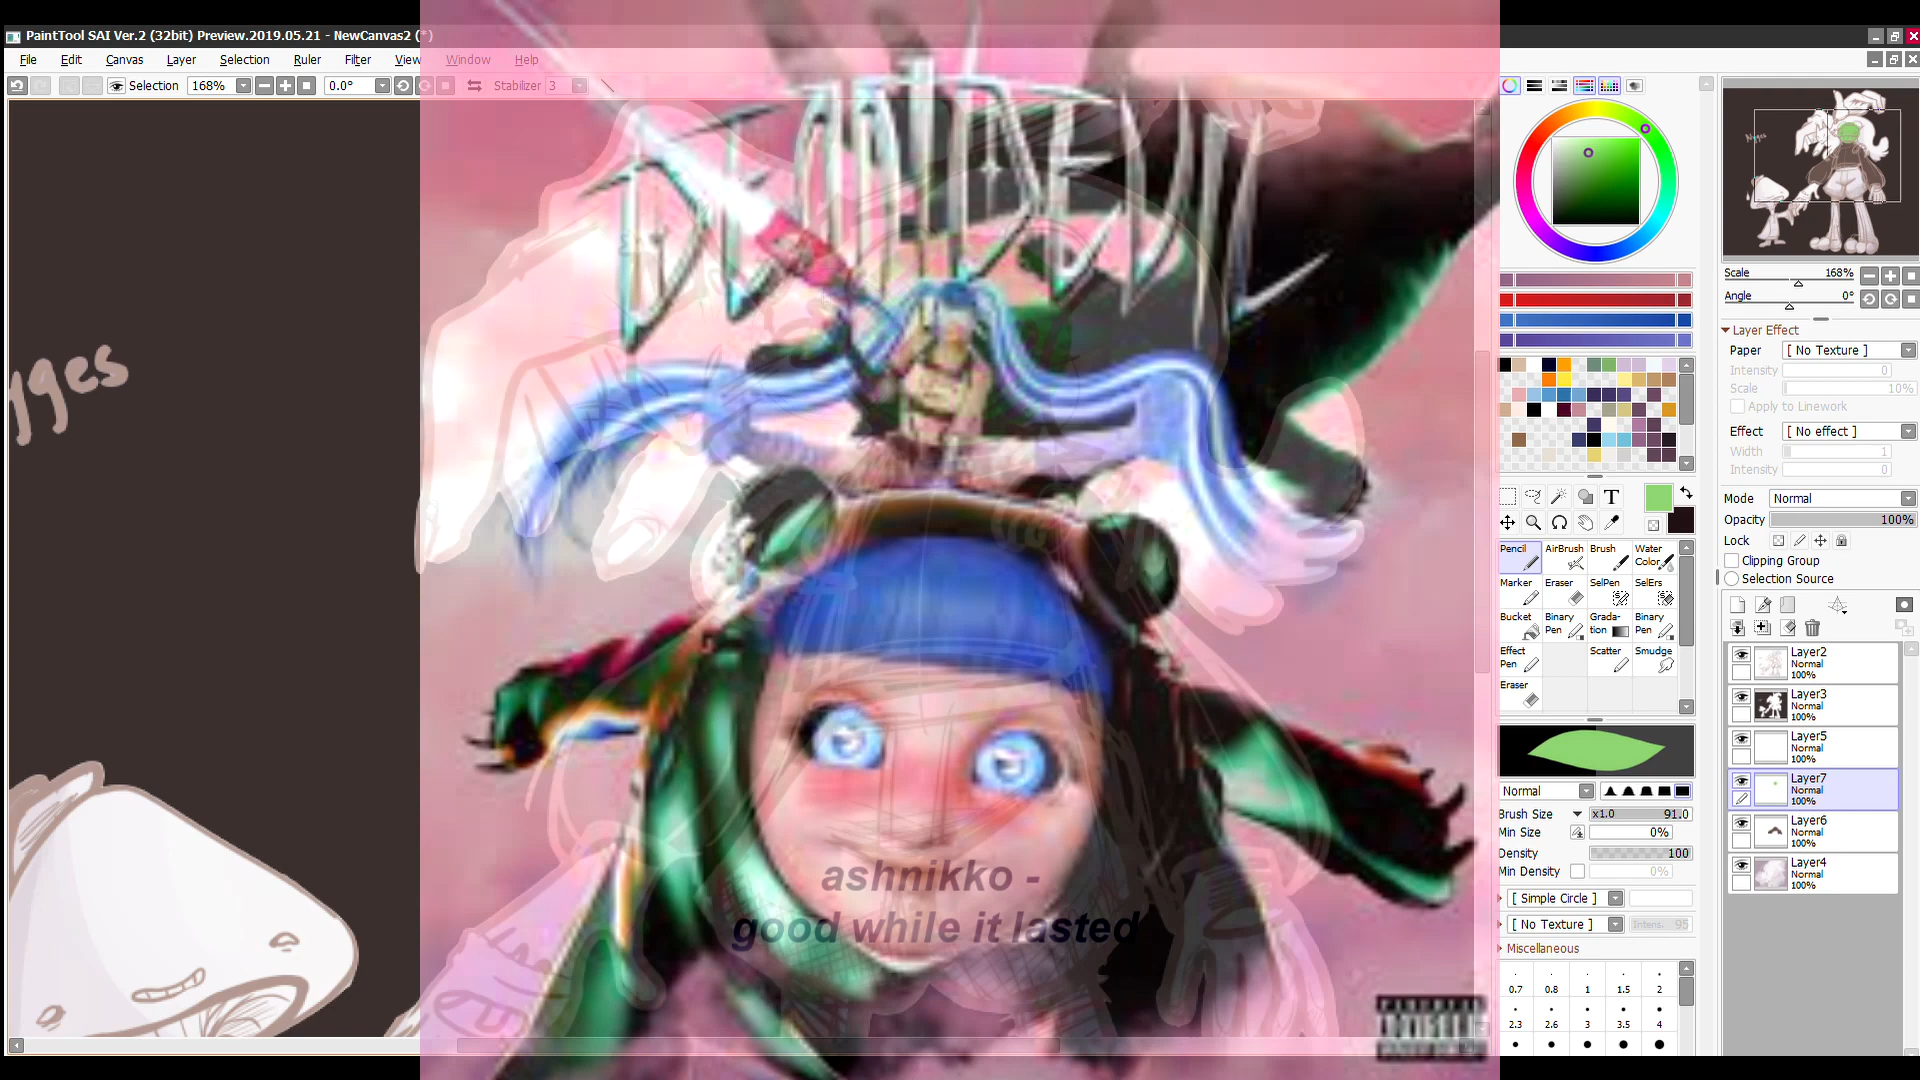 PaintTool SAI Ver.2 (32bit) Preview.2019.05.21 - NewCanvas2 (*)
File Edit Canvas Layer Selection Ruler Filter View Window Help
Selection 168% 0.0° Stabilizer 3
DEMIDEVIL
yges
ashnikko -
good while it lasted
Scale 168%
Angle 0°
Layer Effect
Paper [ No Texture ]
Intensity 0
Scale 10%
Apply to Linework
Effect [ No effect ]
Width 1
Intensity 0
Mode Normal
Opacity 100%
Lock
Clipping Group
Selection Source
T
Pencil AirBrush Brush Water Color
Marker Eraser SelPen SelErs
Bucket Binary Pen Grada-tion Binary Pen
Effect Pen Scatter Smudge
Eraser
Normal
Brush Size x1.0 91.0
Min Size 0%
Density 100
Min Density 0%
[ Simple Circle ]
[ No Texture ] Intens. 95
Miscellaneous
0.7 0.8 1 1.5 2
2.3 2.6 3 3.5 4
Layer2
Normal
100%
Layer3
Normal
100%
Layer5
Normal
100%
Layer7
Normal
100%
Layer6
Normal
100%
Layer4
Normal
100%